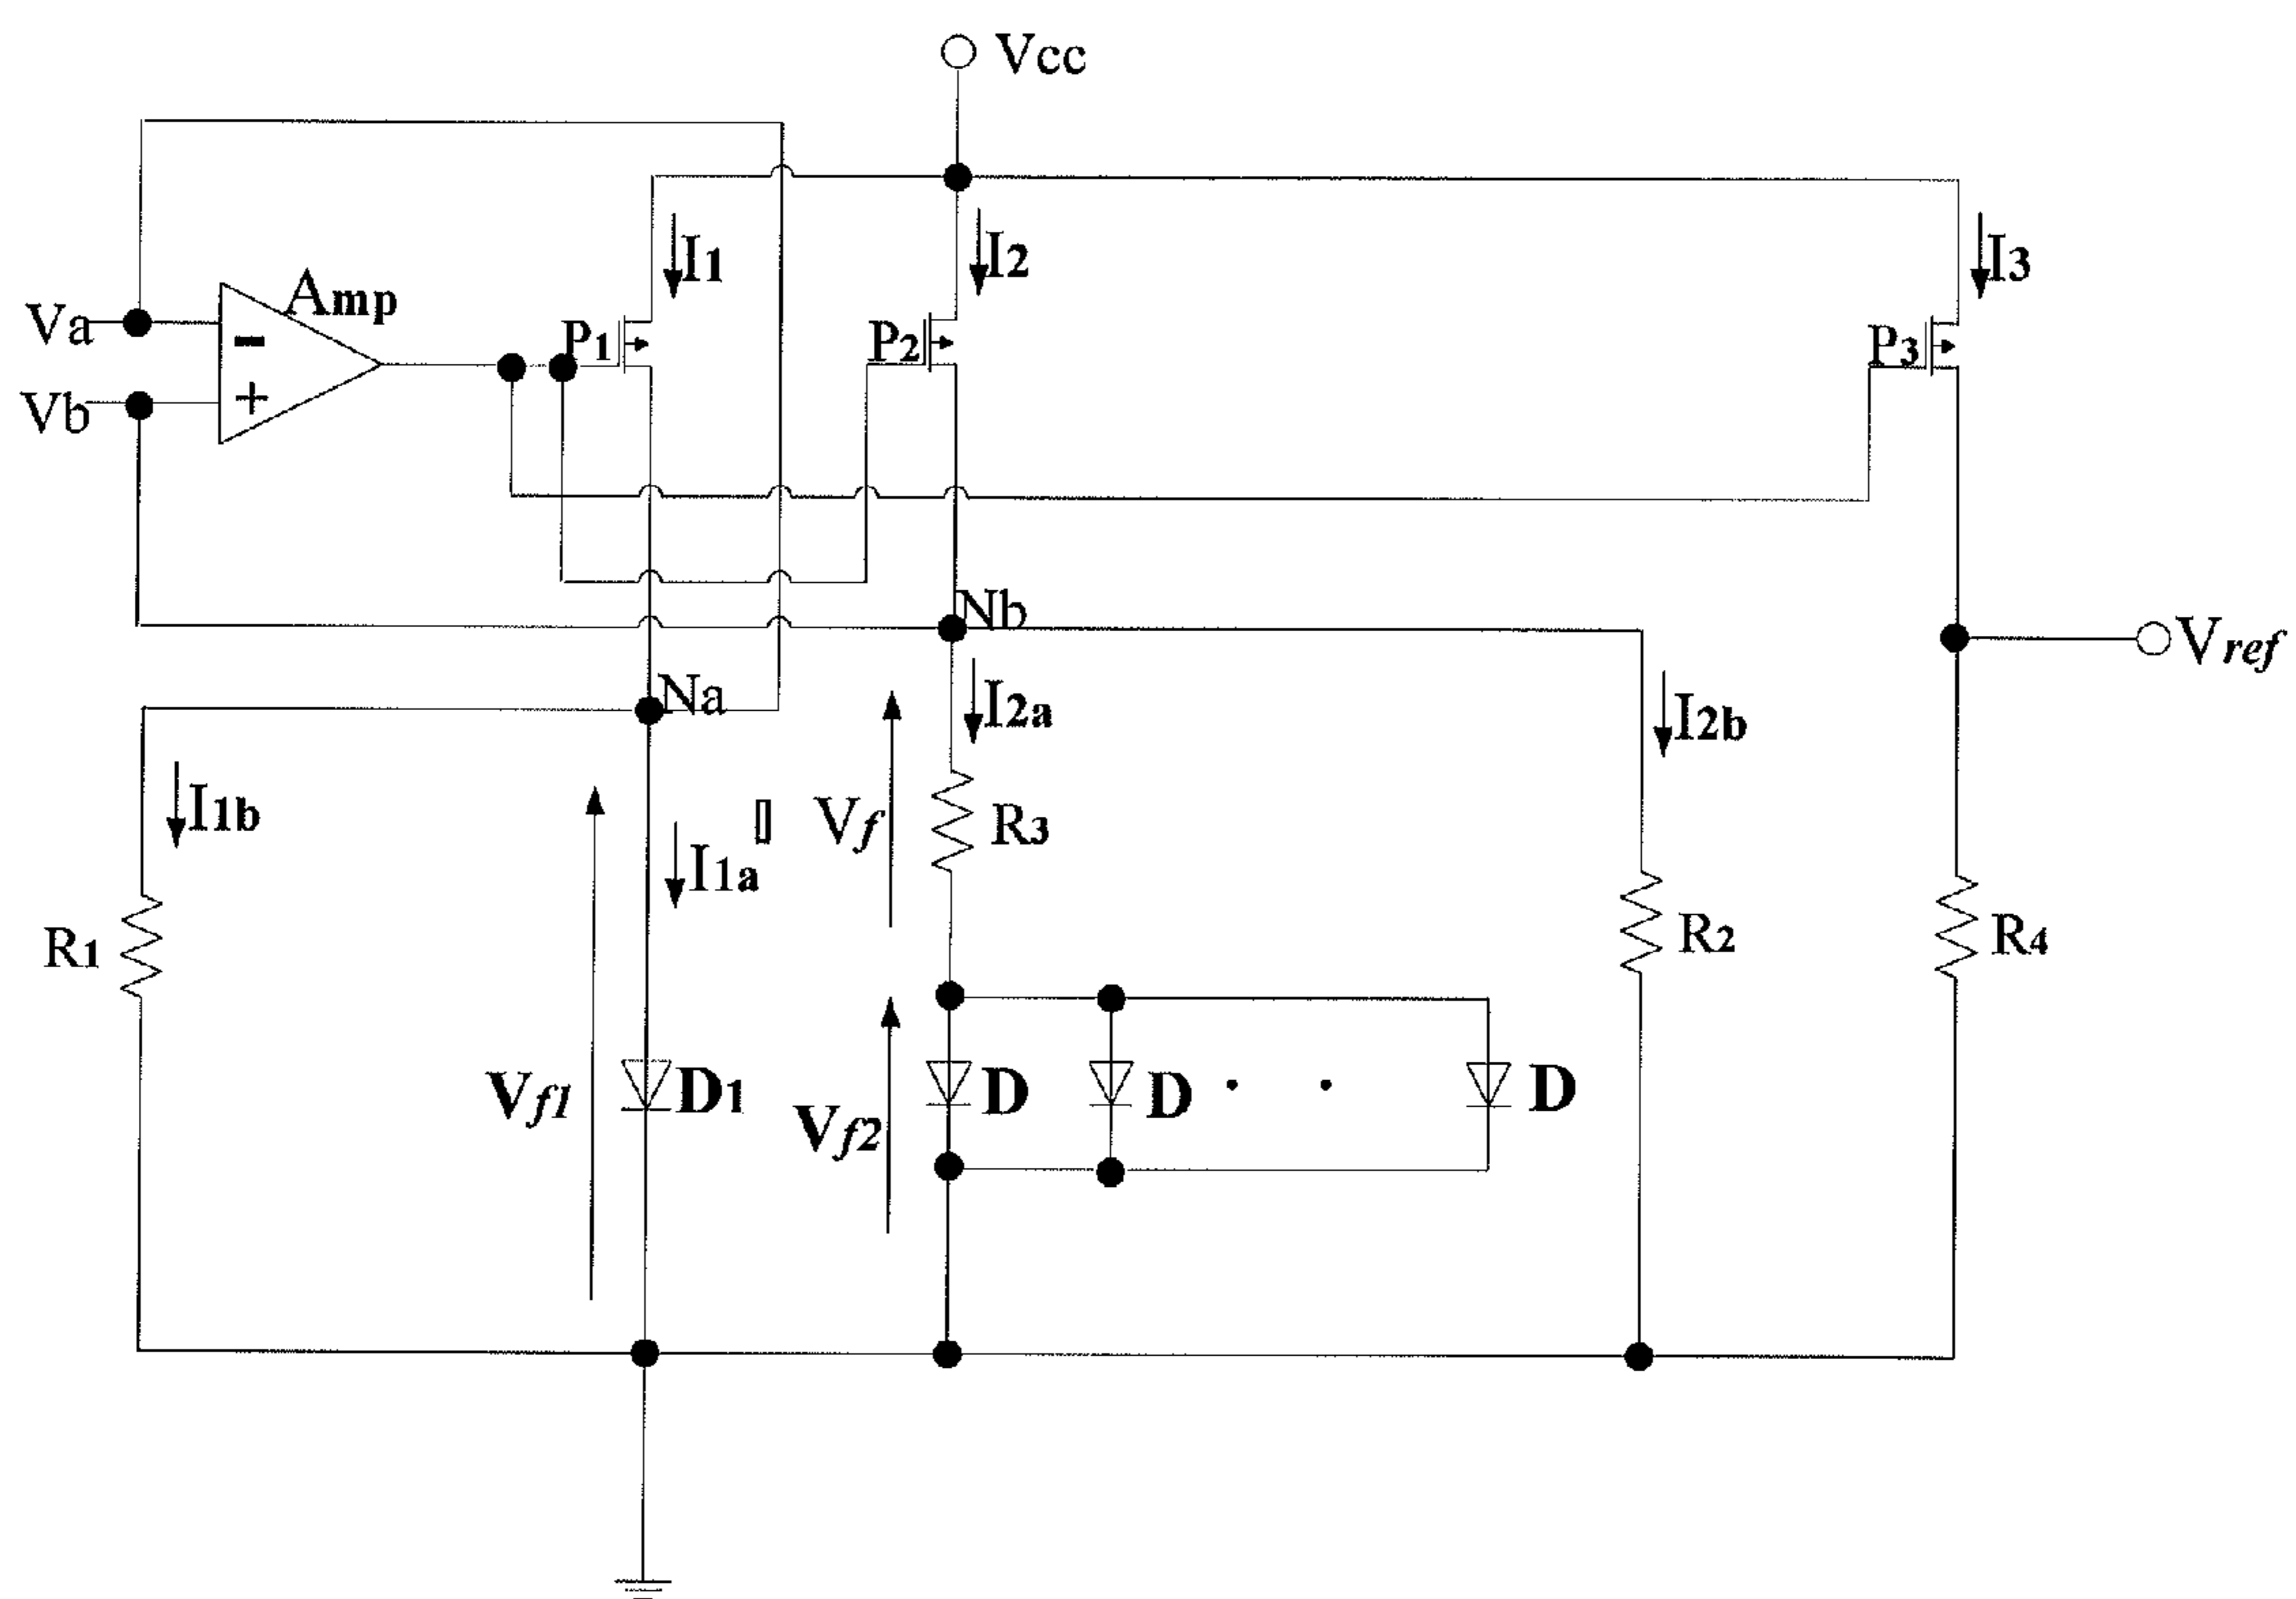 Vcc
I1
I2
I3
Amp
Va
Vb
−
+
P1
P2
P3
Nb
Na
Vref
I2a
I2b
I1b
Vf
R3
I1a
R1
R2
R4
Vf1
D1
Vf2
D
D
D